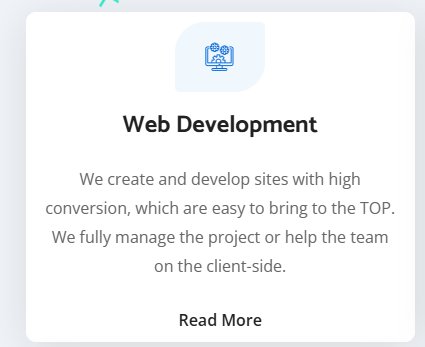 Web Development
We create and develop sites with high
conversion, which are easy to bring to the TOP.
We fully manage the project or help the team
on the client-side.
Read More